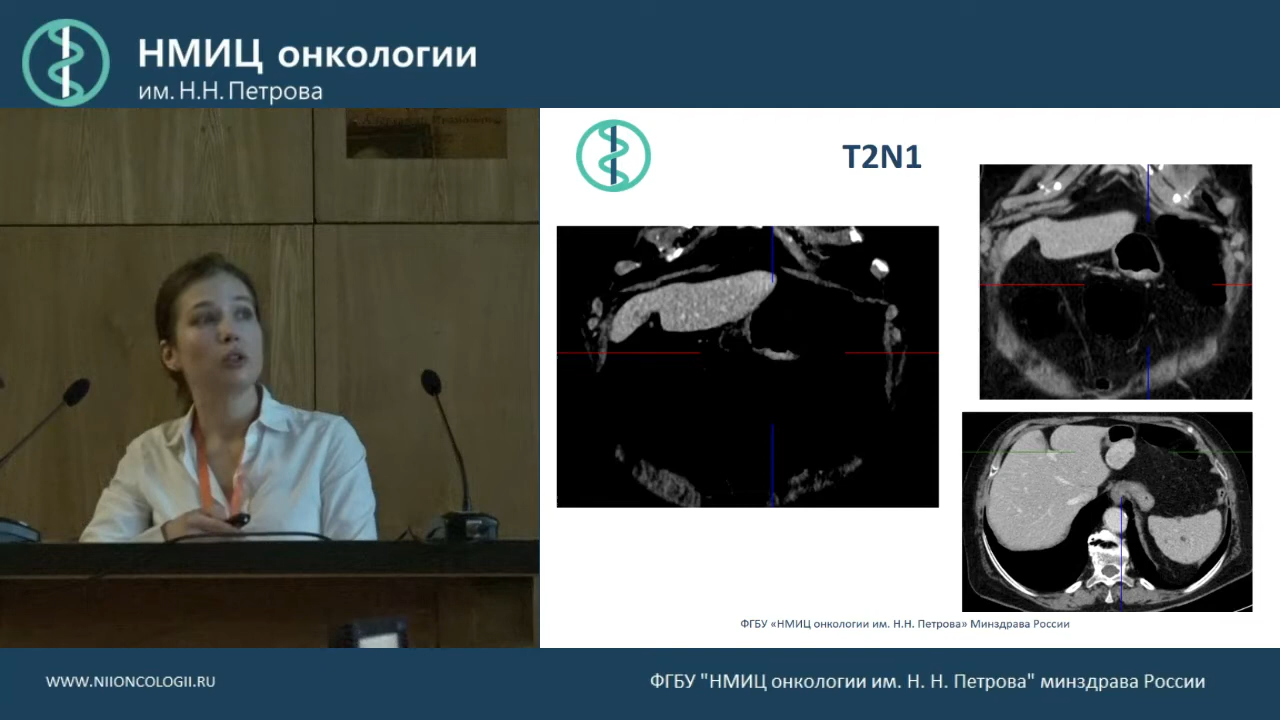 НМИЦ онкологии
им. Н.Н. Петрова
T2N1
ФГБУ «НМИЦ онкологии им. Н.Н. Петрова» Минздрава России
WWW.NIIONCOLOGII.RU
ФГБУ "НМИЦ онкологии им. Н. Н. Петрова" минздрава России